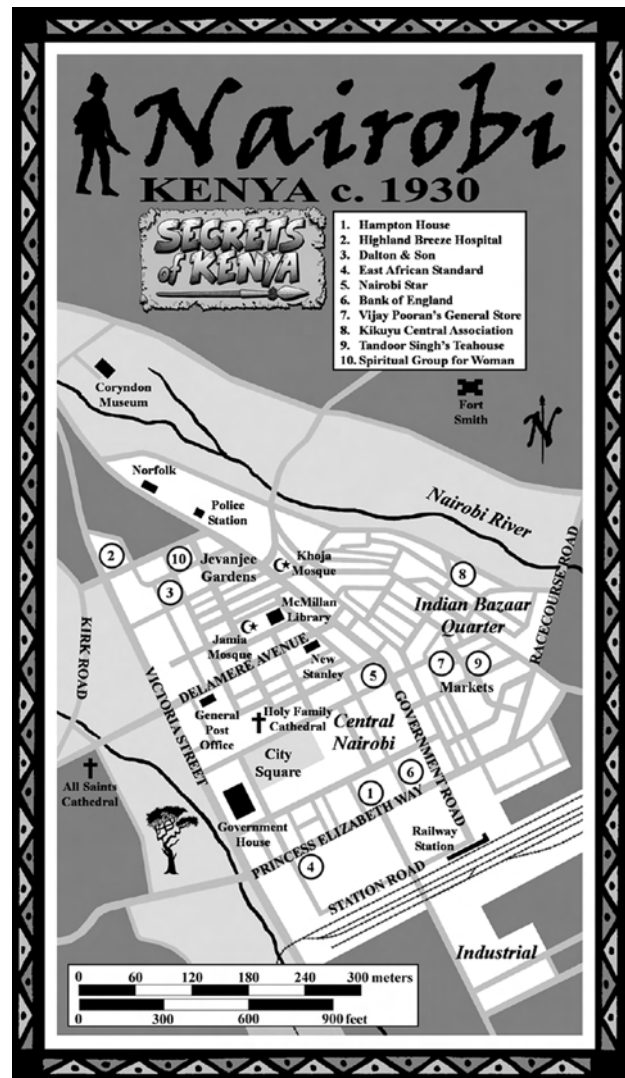 Nairobi
KENYA c. 1930
SECRETS
of KENYA
1. Hampton House
2. Highland Breeze Hospital
3. Dalton & Son
4. East African Standard
5. Nairobi Star
6. Bank of England
7. Vijay Pooran's General Store
8. Kikuyu Central Association
9. Tandoor Singh's Teahouse
10. Spiritual Group for Woman
Coryndon
Museum
Fort
Smith
N
Norfolk
Police
Station
Nairobi River
RACECOURSE ROAD
2
10
Jevanjee
Gardens
Khoja
Mosque
8
3
McMillan
Library
Indian Bazaar
Quarter
KIRK ROAD
Jamia
Mosque
DELAMERE AVENUE
New
Stanley
7
9
Markets
VICTORIA STREET
5
GOVERNMENT ROAD
General
Post
Office
Holy Family
Cathedral
Central
Nairobi
City
Square
All Saints
Cathedral
6
1
Government
House
PRINCESS ELIZABETH WAY
Railway
Station
4
STATION ROAD
Industrial
0 60 120 180 240 300 meters
0 300 600 900 feet